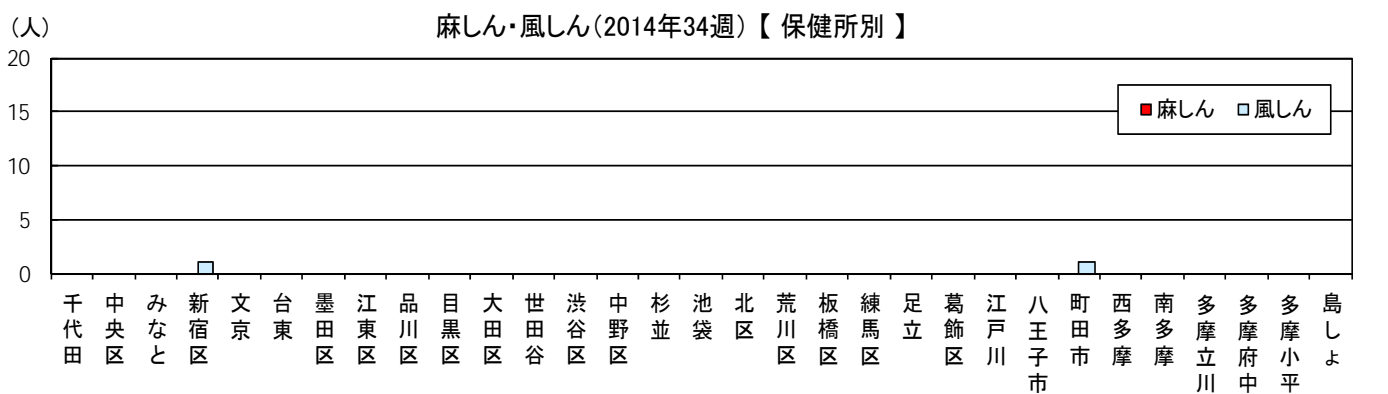 (人)
麻しん・風しん(2014年34週)【 保健所別 】
20
15
10
5
0
麻しん 風しん
千代田
中央区
みなと
新宿区
文京
台東
墨田区
江東区
品川区
目黒区
大田区
世田谷
渋谷区
中野区
杉並
池袋
北区
荒川区
板橋区
練馬区
足立
葛飾区
江戸川
八王子市
町田市
西多摩
南多摩
多摩立川
多摩府中
多摩小平
島しょ